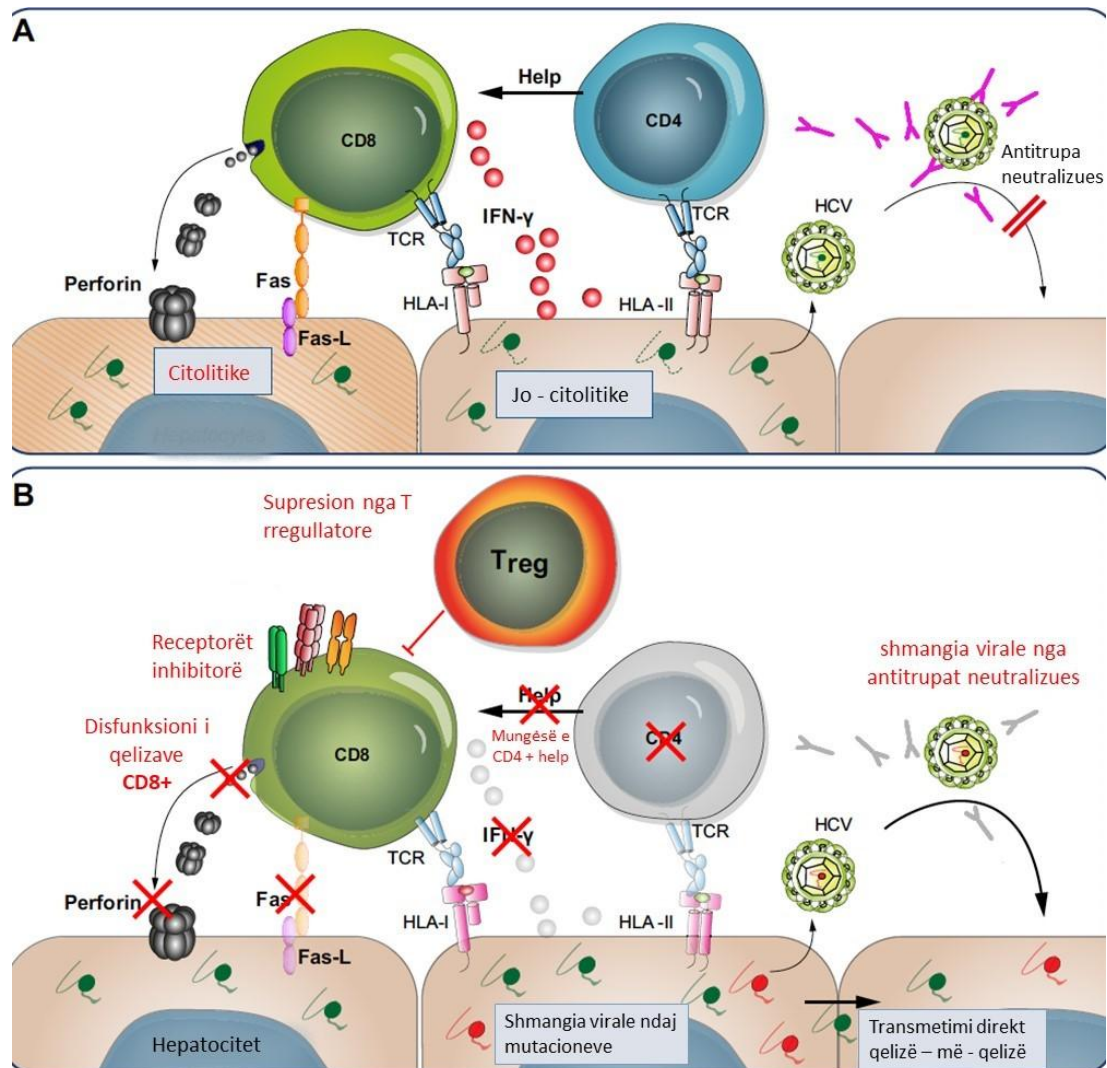 A
Help
CD8
CD4
Antitrupa
neutralizues
HCV
TCR
IFN-γ
TCR
Perforin
Fas
HLA-I
HLA -II
Fas-L
Citolitike
Jo - citolitike
Hepatocytes
B
Supresion nga T
rregullatore
Treg
Receptorët
inhibitorë
shmangia virale nga
antitrupat neutralizues
Help
Mungësë e
CD4 + help
Disfunksioni i
qelizave
CD8+
CD8
CD4
HCV
TCR
IFN-γ
TCR
Perforin
Fas
HLA-I
HLA -II
Fas-L
Hepatocitet
Shmangia virale ndaj
mutacioneve
Transmetimi direkt
qelizë – më - qelizë